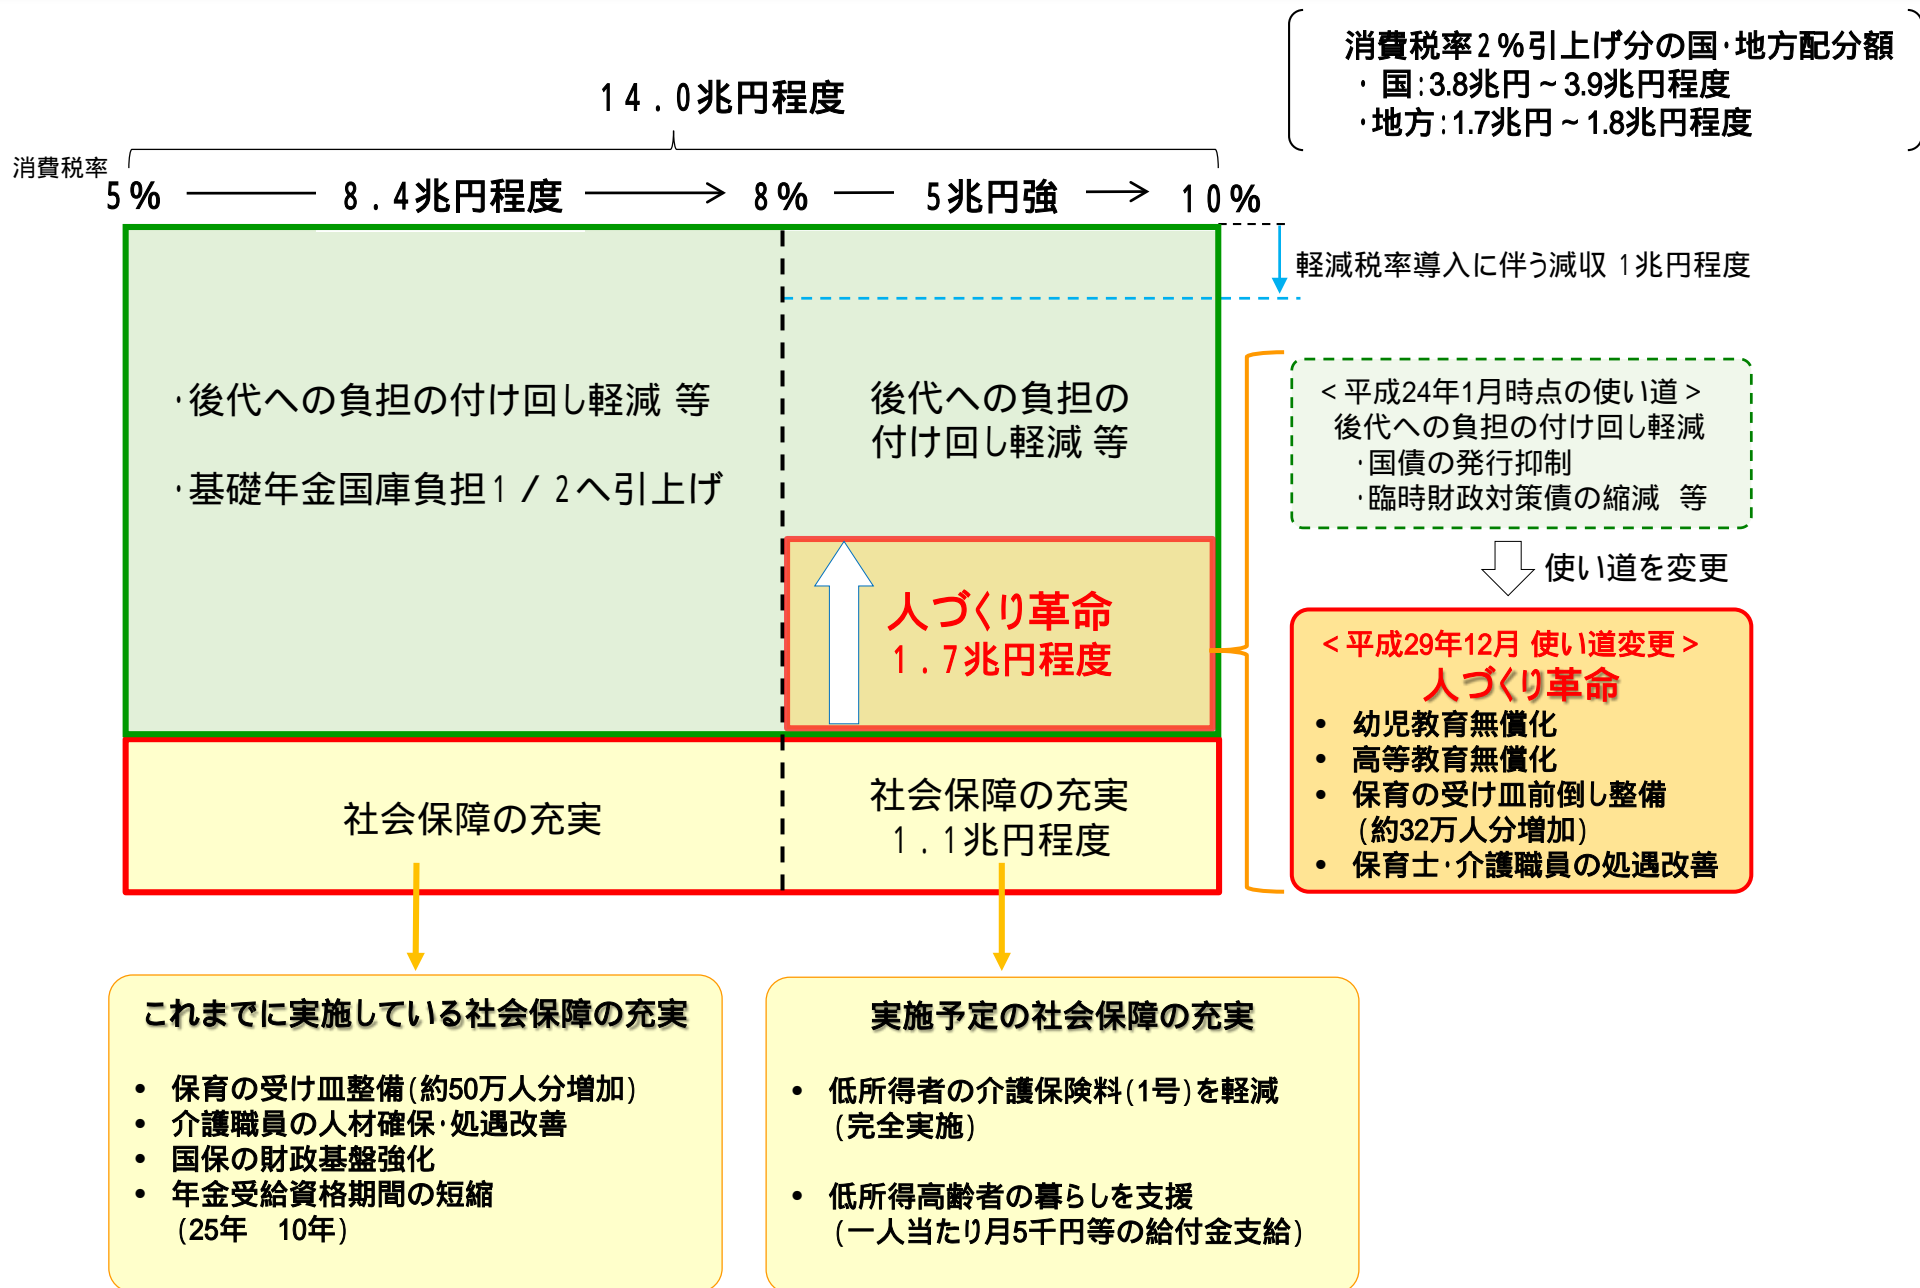 消費税率２％引上げ分の国・地方配分額
・ 国：3.8兆円～3.9兆円程度
・地方：1.7兆円～1.8兆円程度
１４．０兆円程度
消費税率
５％
８．４兆円程度
８％
５兆円強
１０％
軽減税率導入に伴う減収 1兆円程度
・後代への負担の付け回し軽減 等
・基礎年金国庫負担１／２へ引上げ
後代への負担の
付け回し軽減 等
＜平成24年1月時点の使い道＞
後代への負担の付け回し軽減
・国債の発行抑制
・臨時財政対策債の縮減　等
使い道を変更
人づくり革命
１．７兆円程度
＜平成29年12月 使い道変更＞
人づくり革命
• 幼児教育無償化
• 高等教育無償化
• 保育の受け皿前倒し整備
（約32万人分増加）
• 保育士・介護職員の処遇改善
社会保障の充実
社会保障の充実
１．１兆円程度
これまでに実施している社会保障の充実
• 保育の受け皿整備（約50万人分増加）
• 介護職員の人材確保・処遇改善
• 国保の財政基盤強化
• 年金受給資格期間の短縮
（25年　10年）
実施予定の社会保障の充実
• 低所得者の介護保険料（1号）を軽減
（完全実施）
• 低所得高齢者の暮らしを支援
（一人当たり月5千円等の給付金支給）